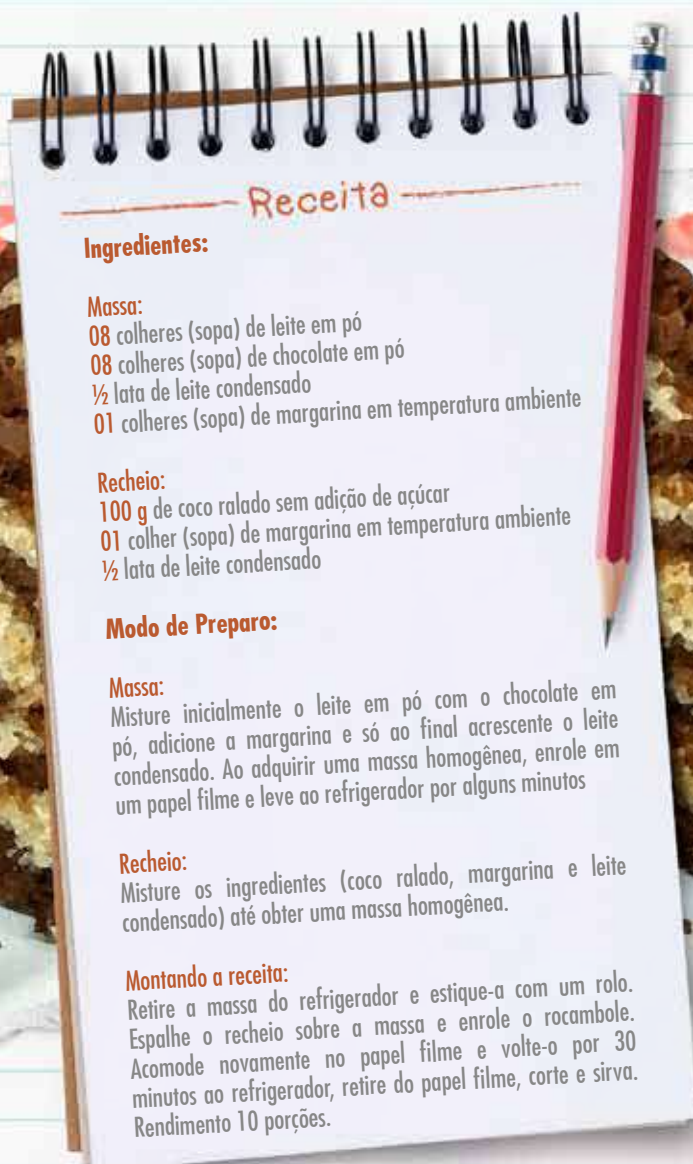 Receita
Ingredientes:
Massa:
08 colheres (sopa) de leite em pó
08 colheres (sopa) de chocolate em pó
½ lata de leite condensado
01 colheres (sopa) de margarina em temperatura ambiente
Recheio:
100 g de coco ralado sem adição de açúcar
01 colher (sopa) de margarina em temperatura ambiente
½ lata de leite condensado
Modo de Preparo:
Massa:
Misture inicialmente o leite em pó com o chocolate em
pó, adicione a margarina e só ao final acrescente o leite
condensado. Ao adquirir uma massa homogênea, enrole em
um papel filme e leve ao refrigerador por alguns minutos
Recheio:
Misture os ingredientes (coco ralado, margarina e leite
condensado) até obter uma massa homogênea.
Montando a receita:
Retire a massa do refrigerador e estique-a com um rolo.
Espalhe o recheio sobre a massa e enrole o rocambole.
Acomode novamente no papel filme e volte-o por 30
minutos ao refrigerador, retire do papel filme, corte e sirva.
Rendimento 10 porções.